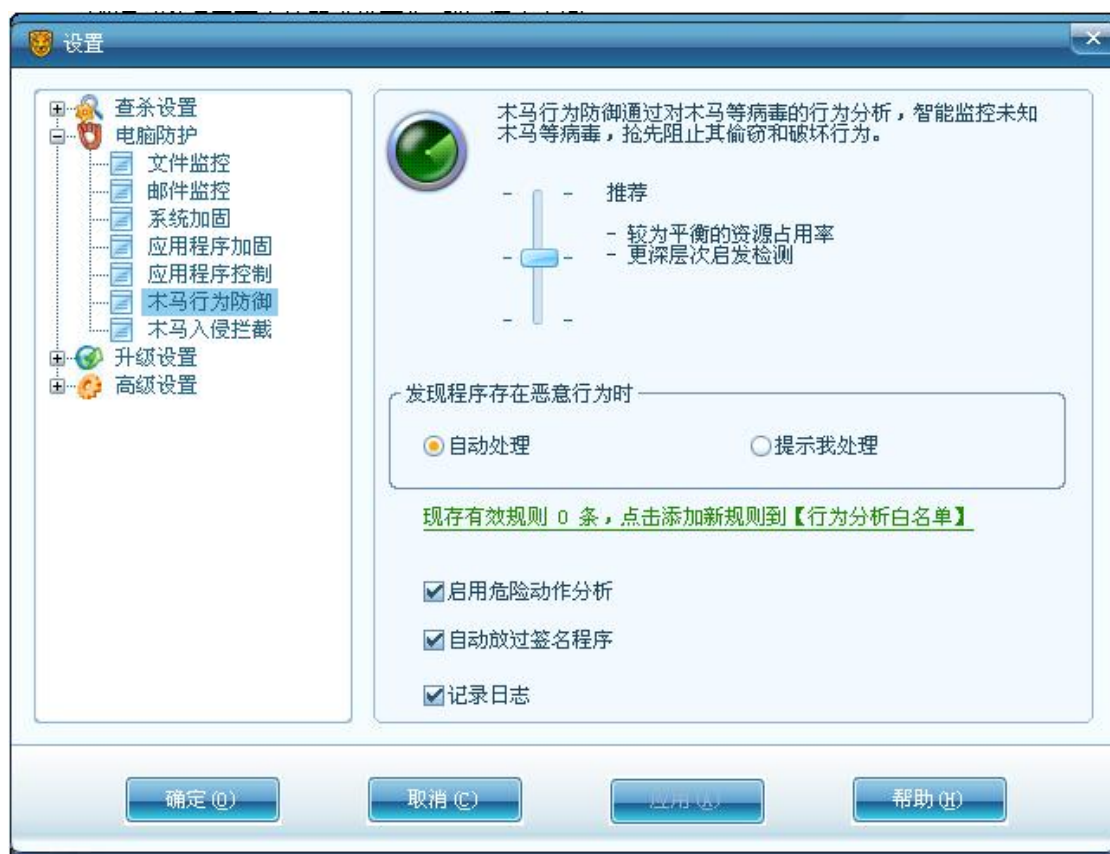 设置
查杀设置
电脑防护
文件监控
邮件监控
系统加固
应用程序加固
应用程序控制
木马行为防御
木马入侵拦截
升级设置
高级设置
木马行为防御通过对木马等病毒的行为分析，智能监控未知
木马等病毒，抢先阻止其偷窃和破坏行为。
推荐
- 较为平衡的资源占用率
- 更深层次启发检测
发现程序存在恶意行为时
自动处理
提示我处理
现存有效规则 0 条，点击添加新规则到【行为分析白名单】
启用危险动作分析
自动放过签名程序
记录日志
确定(O)
取消(C)
应用(A)
帮助(H)